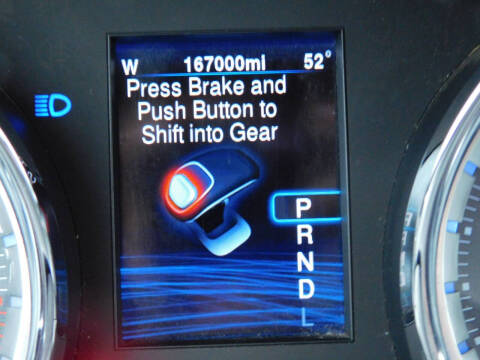 W 167000mi 52°
Press Brake and
Push Button to
Shift into Gear
P
R
N
D
L